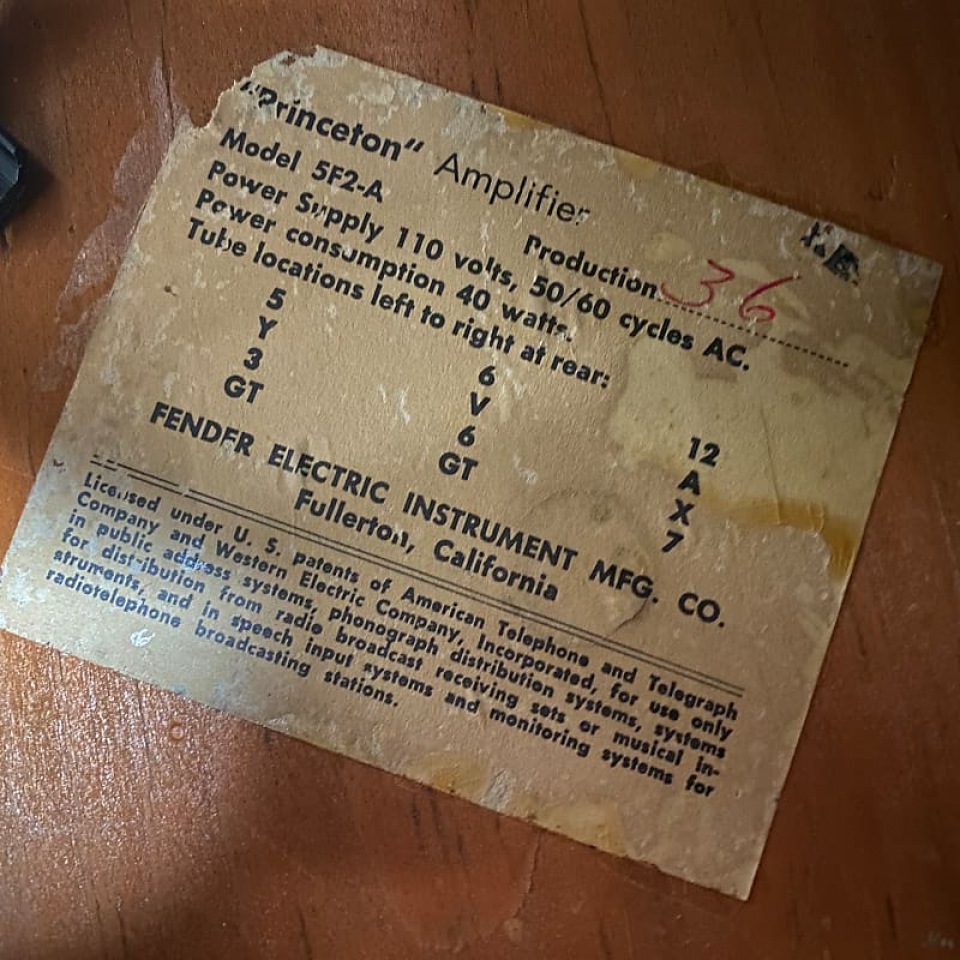 "Princeton" Amplifier
Model 5F2-A Production 36
Power Supply 110 volts, 50/60 cycles AC.
Power consumption 40 watts.
Tube locations left to right at rear:
5 6 12
Y V A
3 6 X
GT GT 7
FENDER ELECTRIC INSTRUMENT MFG. CO.
Fullerton, California
Licensed under U. S. patents of American Telephone and Telegraph
Company and Western Electric Company, Incorporated, for use only
in public address systems, phonograph distribution systems, systems
for distribution from radio broadcast receiving sets or musical in-
struments, and in speech input systems and monitoring systems for
radiotelephone broadcasting stations.